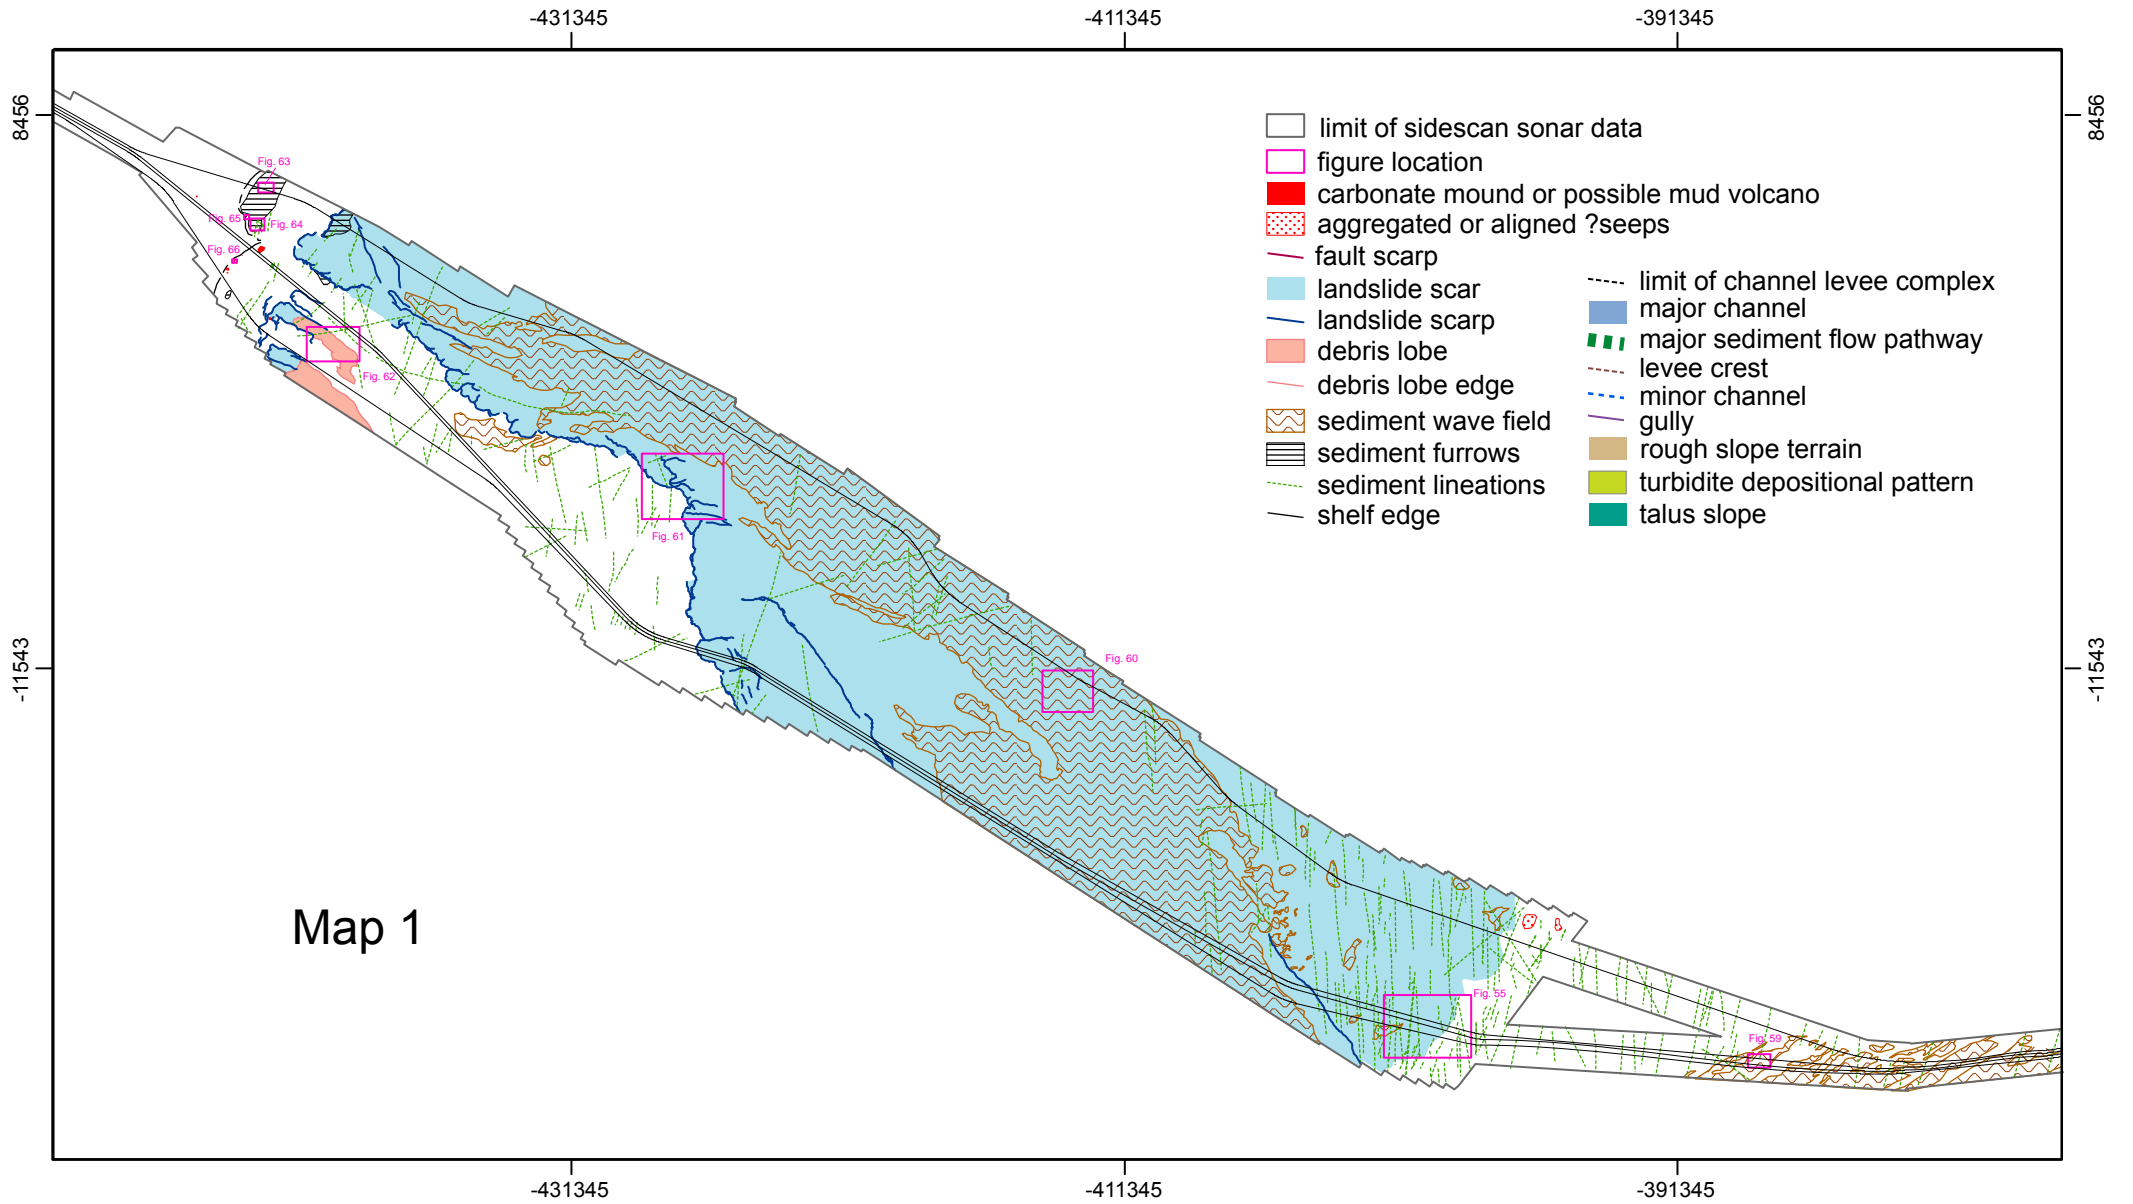 -431345
-411345
-391345
8456
8456
limit of sidescan sonar data
figure location
carbonate mound or possible mud volcano
aggregated or aligned ?seeps
fault scarp
landslide scar
landslide scarp
debris lobe
debris lobe edge
sediment wave field
sediment furrows
sediment lineations
shelf edge
limit of channel levee complex
major channel
major sediment flow pathway
levee crest
minor channel
gully
rough slope terrain
turbidite depositional pattern
talus slope
Fig. 63
Fig. 65
Fig. 64
Fig. 66
Fig. 62
Fig. 61
Fig. 60
Fig. 55
Fig. 59
-11543
-11543
Map 1
-431345
-411345
-391345